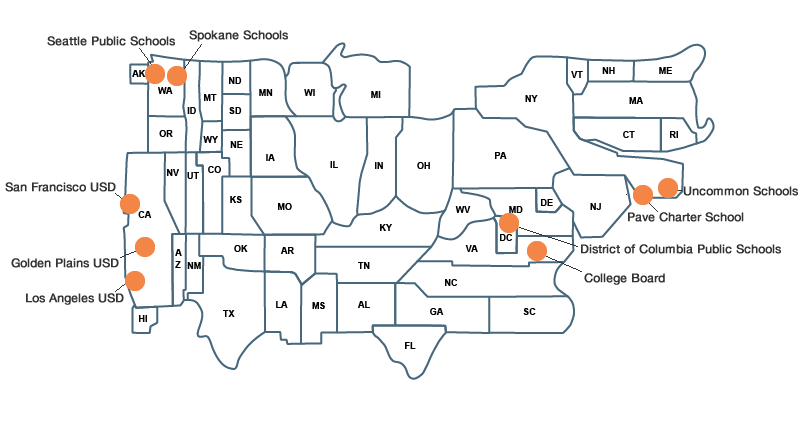 Spokane Schools
Seattle Public Schools
AK
WA
ID
MT
ND
MN
WI
MI
VT
NH
ME
NY
MA
SD
OR
WY
NE
IA
IL
IN
OH
PA
CT
RI
San Francisco USD
CA
NV
UT
CO
KS
MO
KY
WV
MD
DE
NJ
Uncommon Schools
Pave Charter School
DC
VA
District of Columbia Public Schools
College Board
Golden Plains USD
A
Z
NM
OK
AR
TN
NC
Los Angeles USD
HI
TX
LA
MS
AL
GA
SC
FL